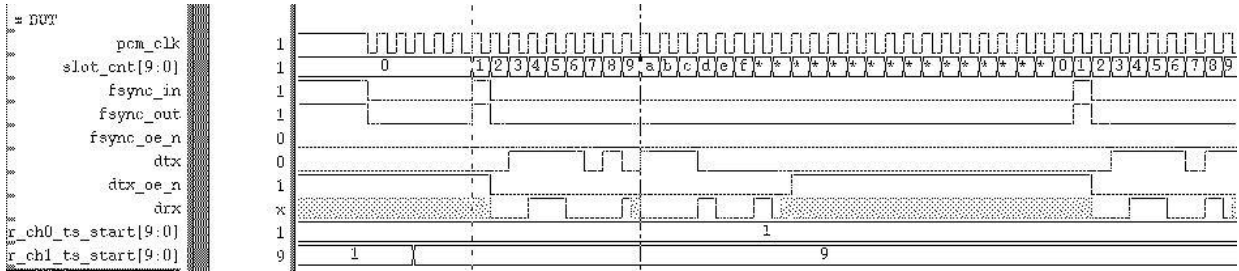 DUT
pcm_clk 1
slot_cnt[9:0] 1 0 1 2 3 4 5 6 7 8 9 a b c d e f * * * * * * * * * * * * * * * * 0 1 2 3 4 5 6 7 8 9
fsync_in 1
fsync_out 1
fsync_oe_n 0
dtx 0
dtx_oe_n 1
drx x
r_ch0_ts_start[9:0] 1 1
r_ch1_ts_start[9:0] 9 1 9